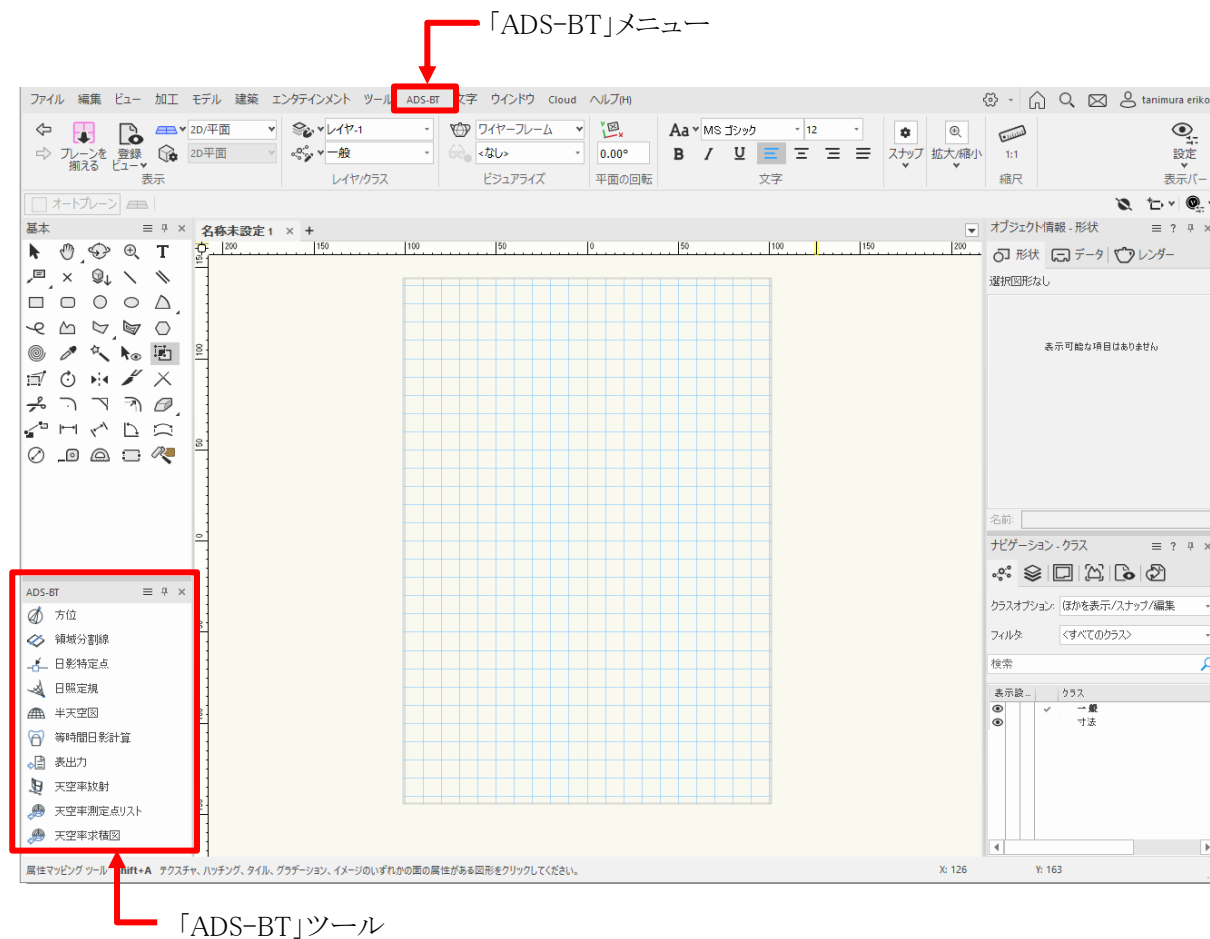 「ADS-BT」メニュー
ファイル 編集 ビュー 加工 モデル 建築 エンタテインメント ツール ADS-BT 文字 ウインドウ Cloud ヘルプ(H)
tanimura eriko
プレーンを揃える 登録ビュー 2D/平面 レイヤ-1 ワイヤーフレーム Aa MS ゴシック 12 スナップ 拡大/縮小 1:1 設定
2D平面 一般 <なし> 0.00° B I U
表示 レイヤ/クラス ビジュアライズ 平面の回転 文字 縮尺 表示バー
オートプレーン
基本
名称未設定 1
オブジェクト情報 - 形状
200 150 100 50 0 50 100 150 200
形状 データ レンダー
選択図形なし
表示可能な項目はありません
100
50
0
名前:
ナビゲーション - クラス
クラスオプション: ほかを表示/スナップ/編集
フィルタ: <すべてのクラス>
検索
表示設... クラス
一般
寸法
ADS-BT
方位
領域分割線
日影特定点
日照定規
半天空図
等時間日影計算
表出力
天空率放射
天空率測定点リスト
天空率求積図
属性マッピング ツール Shift+A テクスチャ、ハッチング、タイル、グラデーション、イメージのいずれかの面の属性がある図形をクリックしてください。
X: 126 Y: 163
「ADS-BT」ツール